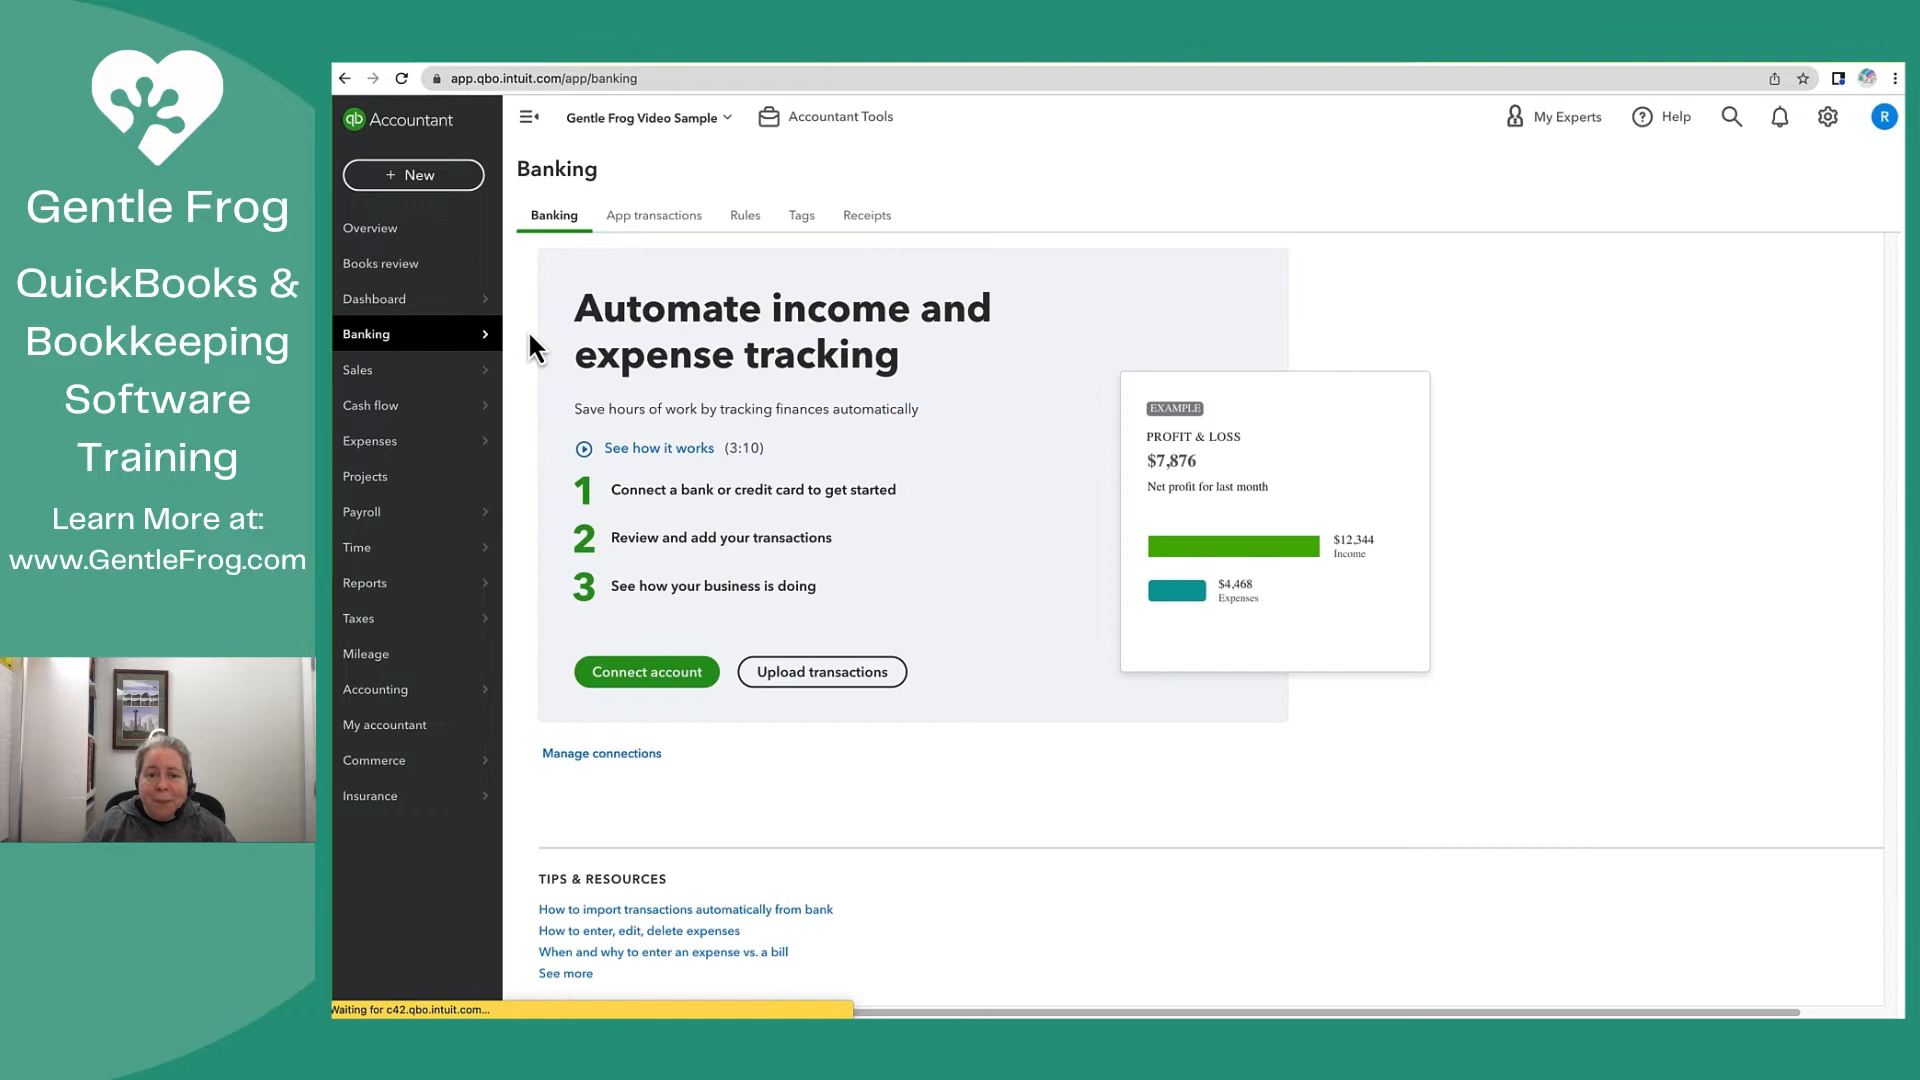 Gentle Frog
QuickBooks &
Bookkeeping
Software
Training
Learn More at:
www.GentleFrog.com
app.qbo.intuit.com/app/banking
qb Accountant
+ New
Overview
Books review
Dashboard
Banking
Sales
Cash flow
Expenses
Projects
Payroll
Time
Reports
Taxes
Mileage
Accounting
My accountant
Commerce
Insurance
Gentle Frog Video Sample
Accountant Tools
My Experts
Help
R
Banking
Banking App transactions Rules Tags Receipts
Automate income and
expense tracking
Save hours of work by tracking finances automatically
See how it works (3:10)
1 Connect a bank or credit card to get started
2 Review and add your transactions
3 See how your business is doing
Connect account Upload transactions
EXAMPLE
PROFIT & LOSS
$7,876
Net profit for last month
$12,344
Income
$4,468
Expenses
Manage connections
TIPS & RESOURCES
How to import transactions automatically from bank
How to enter, edit, delete expenses
When and why to enter an expense vs. a bill
See more
Waiting for c42.qbo.intuit.com...